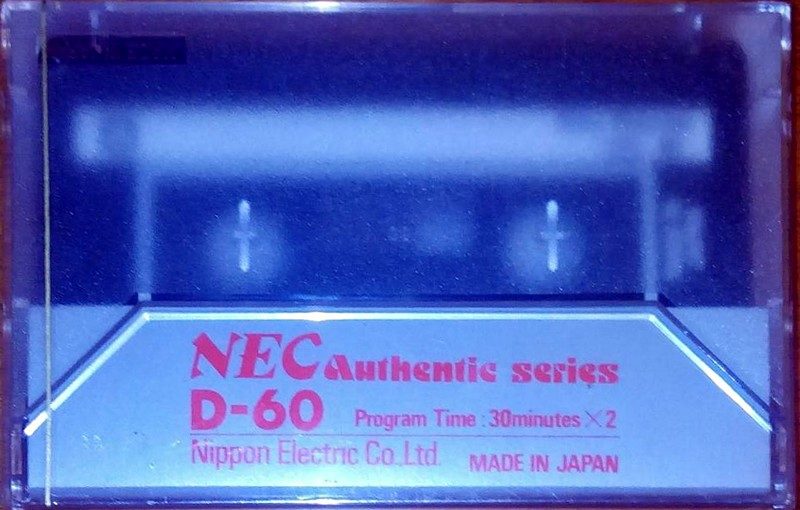 NEC Authentic series
D-60 Program Time : 30minutes×2
Nippon Electric Co.,Ltd. MADE IN JAPAN